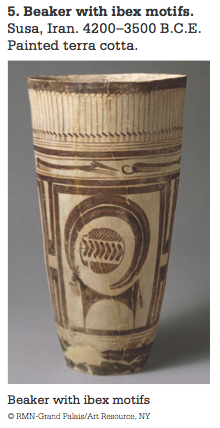 5. Beaker with ibex motifs.
Susa, Iran. 4200–3500 B.C.E.
Painted terra cotta.
Beaker with ibex motifs
© RMN-Grand Palais/Art Resource, NY